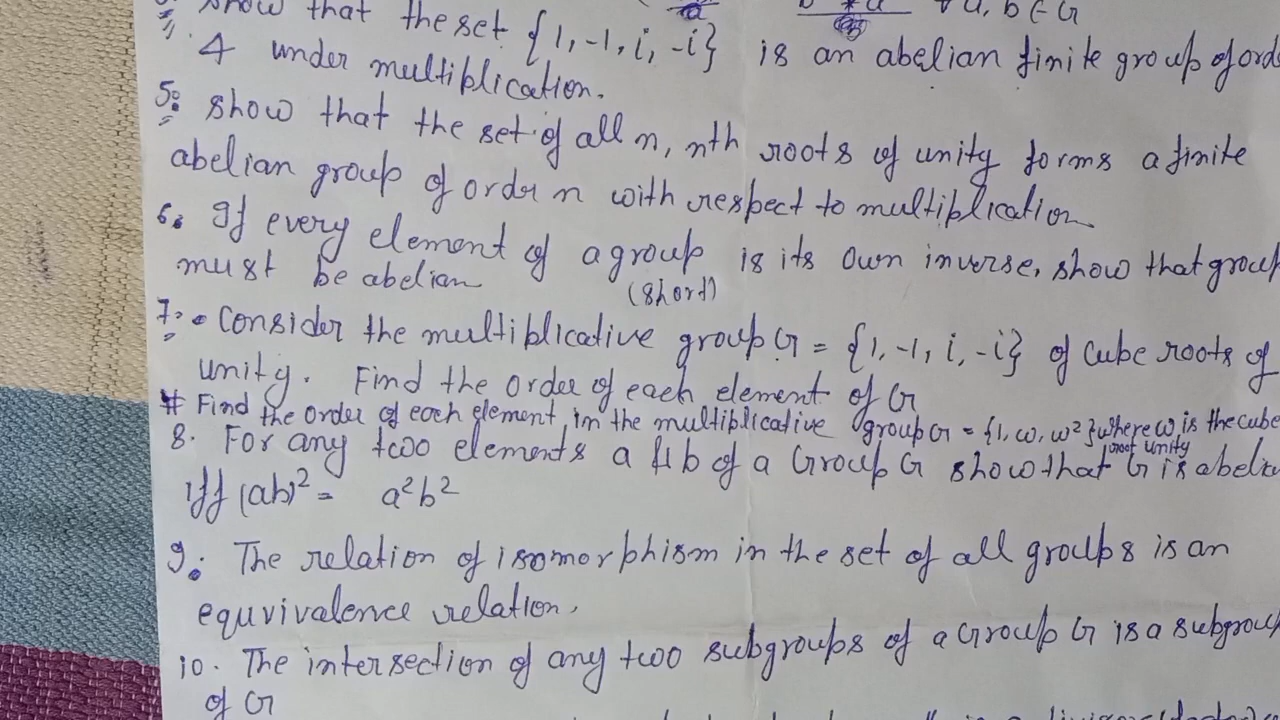 show that the set {1, -1, i, -i} is an abelian finite group of ord
4 under multiplication.
5. show that the set of all n, nth roots of unity forms a finite
abelian group of order n with respect to multiplication
6. If every element of a group is its own inverse, show that group
must be abelian (short)
7. Consider the multiplicative group G = {1, -1, i, -i} of cube roots of
unity. Find the order of each element of G
# Find the order of each element in the multiplicative group G = {1, ω, ω²} where ω is the cube
root unity
8. For any two elements a & b of a Group G show that G is abelia
iff (ab)² = a²b²
9. The relation of isomorphism in the set of all groups is an
equvivalence relation.
10. The intersection of any two subgroups of a Group G is a subgroup
of G